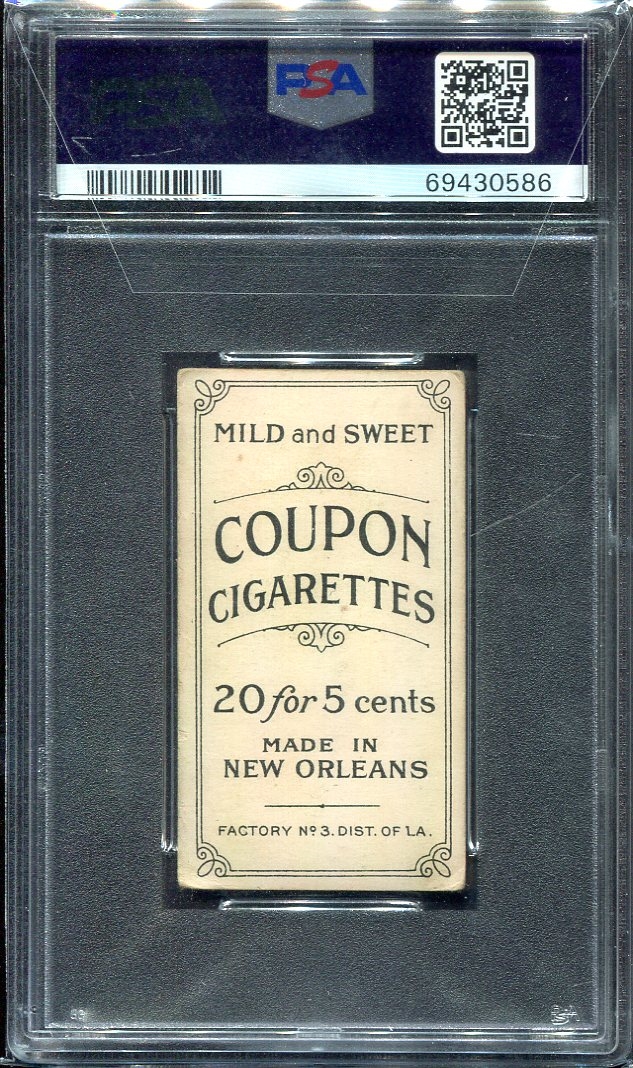 PSA
PSA
69430586
MILD and SWEET
COUPON
CIGARETTES
20 for 5 cents
MADE IN
NEW ORLEANS
FACTORY Nº 3. DIST. OF LA.